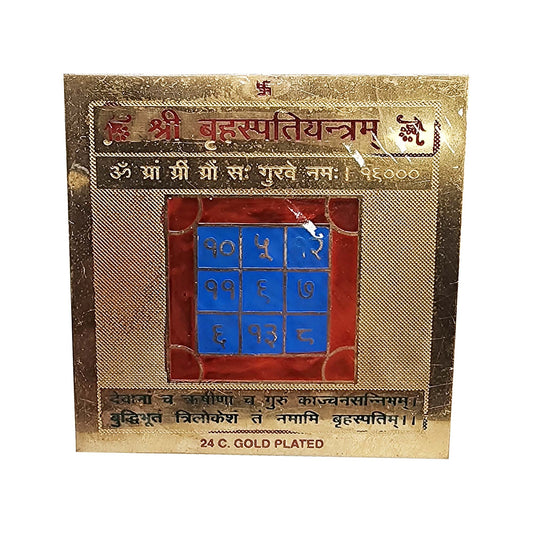 श्री बृहस्पतियन्त्रम्
ॐ ग्रां ग्रीं ग्रौं सः गुरवे नमः। १६०००
१० ५ १२
११ ९ ७
६ १३ ८
देवाना च ऋषीणा च गुरु काञ्चनसन्निभम्।
बुद्धिभूतं त्रिलोकेश तं नमामि बृहस्पतिम्।।
24 C. GOLD PLATED